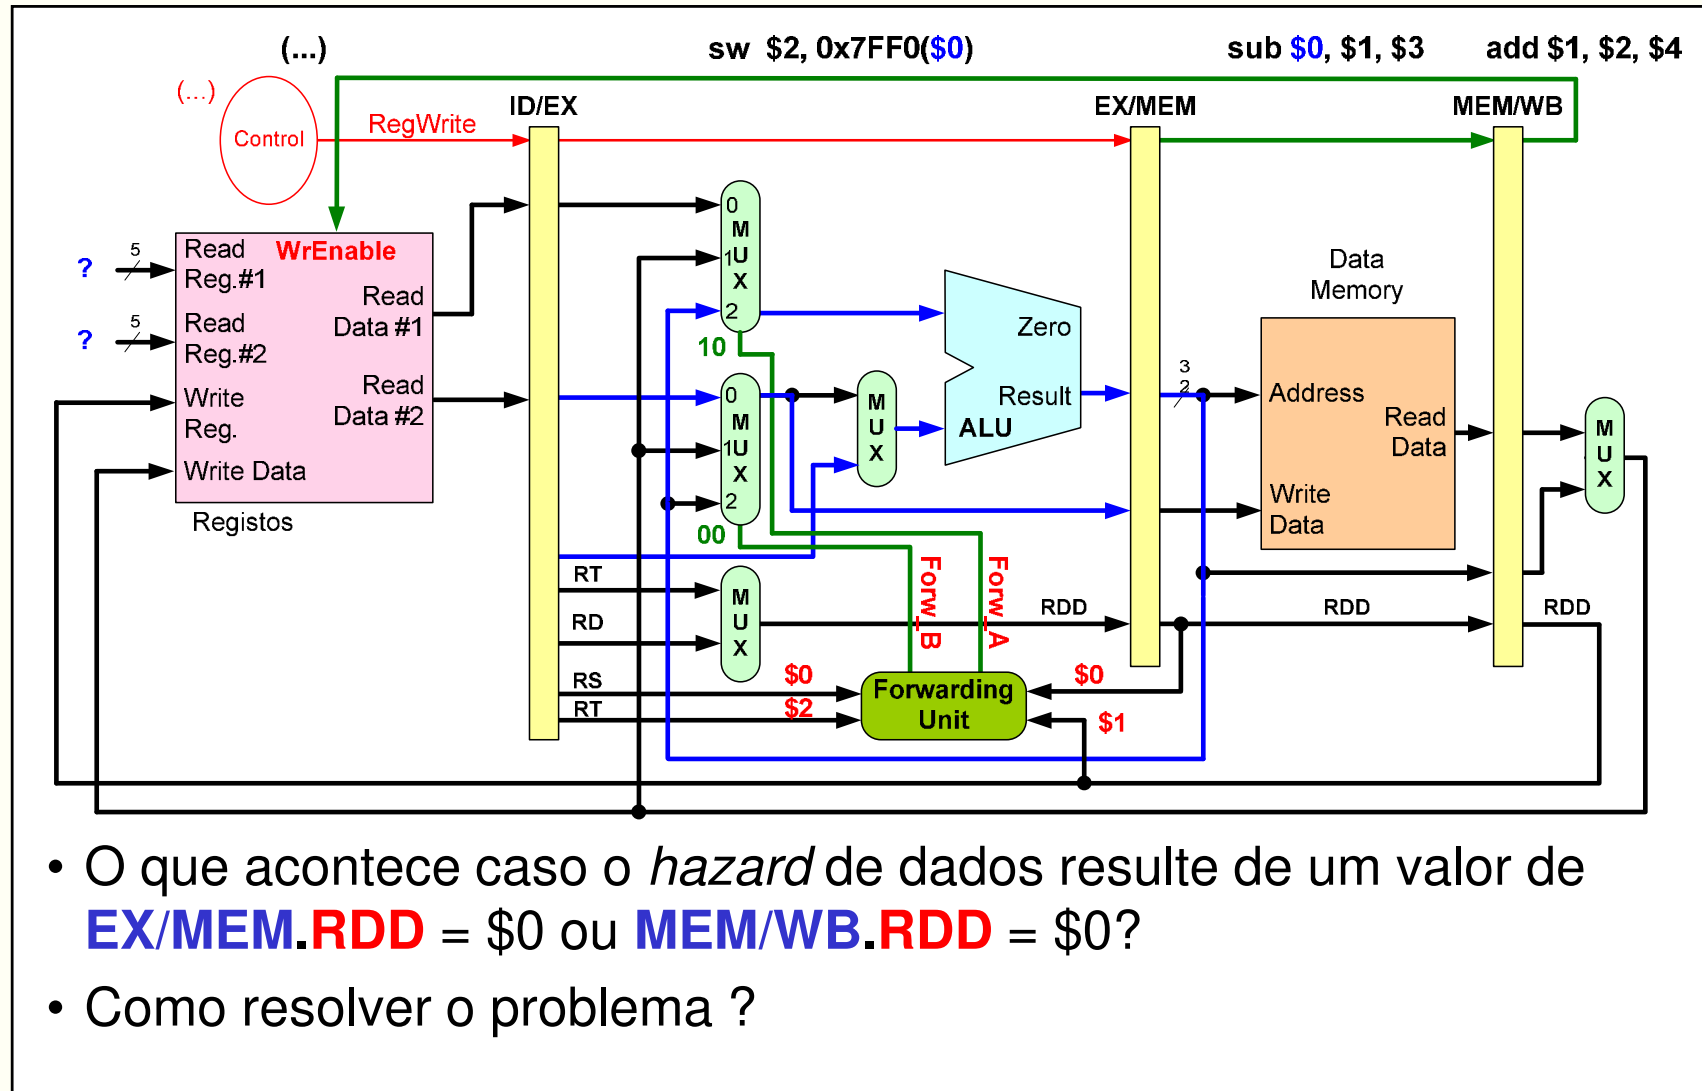 (...)
sw $2, 0x7FF0($0)
sub $0, $1, $3
add $1, $2, $4
(...)
Control
RegWrite
ID/EX
EX/MEM
MEM/WB
?
5
Read
Reg.#1
WrEnable
Read
Data #1
?
5
Read
Reg.#2
Read
Data #2
Write
Reg.
Write Data
Registos
0
M
1U
X
2
10
0
M
1U
X
2
00
M
U
X
Zero
Result
ALU
3
2
Data
Memory
Address
Read
Data
Write
Data
M
U
X
RT
RD
M
U
X
Forw_B
Forw_A
RDD
RDD
RDD
RS
RT
$0
$2
Forwarding
Unit
$0
$1
• O que acontece caso o hazard de dados resulte de um valor de
EX/MEM.RDD = $0 ou MEM/WB.RDD = $0?
• Como resolver o problema ?